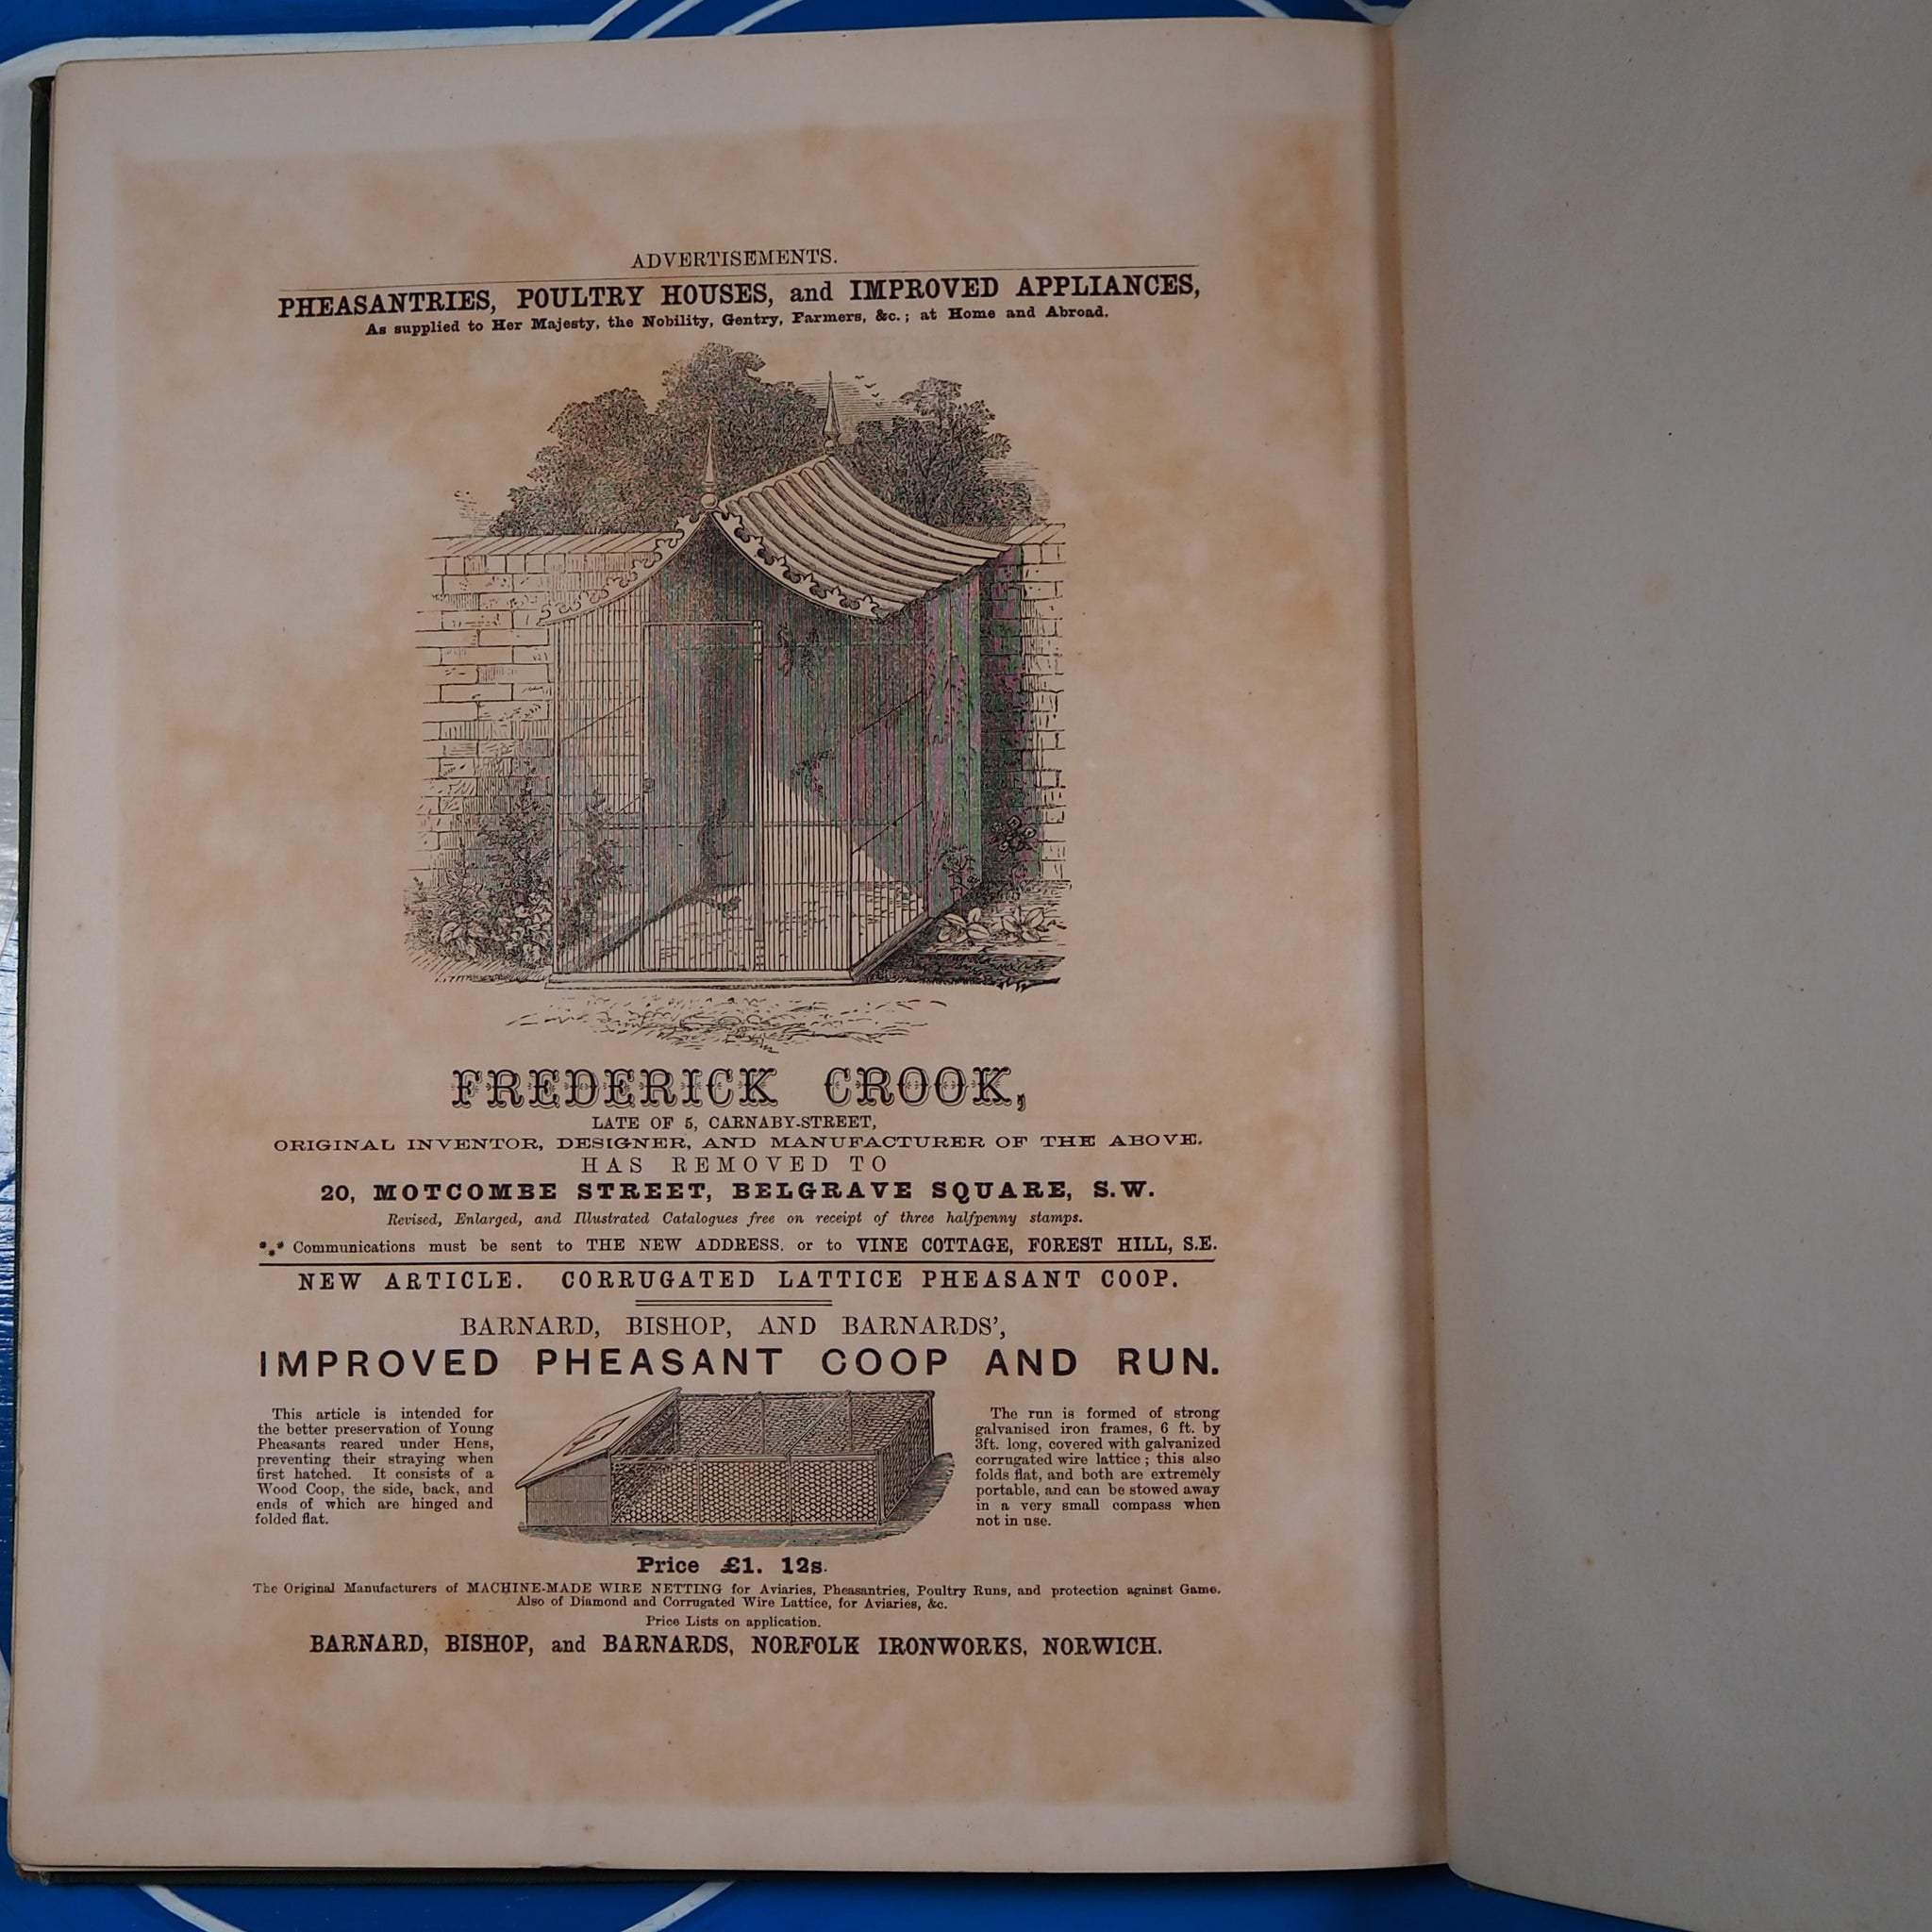 ADVERTISEMENTS.
PHEASANTRIES, POULTRY HOUSES, and IMPROVED APPLIANCES,
As supplied to Her Majesty, the Nobility, Gentry, Farmers, &c.; at Home and Abroad.
FREDERICK CROOK,
LATE OF 5, CARNABY-STREET,
ORIGINAL INVENTOR, DESIGNER, AND MANUFACTURER OF THE ABOVE.
HAS REMOVED TO
20, MOTCOMBE STREET, BELGRAVE SQUARE, S.W.
Revised, Enlarged, and Illustrated Catalogues free on receipt of three halfpenny stamps.
*⁎* Communications must be sent to THE NEW ADDRESS. or to VINE COTTAGE, FOREST HILL, S.E.
NEW ARTICLE. CORRUGATED LATTICE PHEASANT COOP.
BARNARD, BISHOP, AND BARNARDS',
IMPROVED PHEASANT COOP AND RUN.
This article is intended for
the better preservation of Young
Pheasants reared under Hens,
preventing their straying when
first hatched. It consists of a
Wood Coop, the side, back, and
ends of which are hinged and
folded flat.
The run is formed of strong
galvanised iron frames, 6 ft. by
3ft. long, covered with galvanized
corrugated wire lattice; this also
folds flat, and both are extremely
portable, and can be stowed away
in a very small compass when
not in use.
Price £1. 12s.
The Original Manufacturers of MACHINE-MADE WIRE NETTING for Aviaries, Pheasantries, Poultry Runs, and protection against Game.
Also of Diamond and Corrugated Wire Lattice, for Aviaries, &c.
Price Lists on application.
BARNARD, BISHOP, and BARNARDS, NORFOLK IRONWORKS, NORWICH.